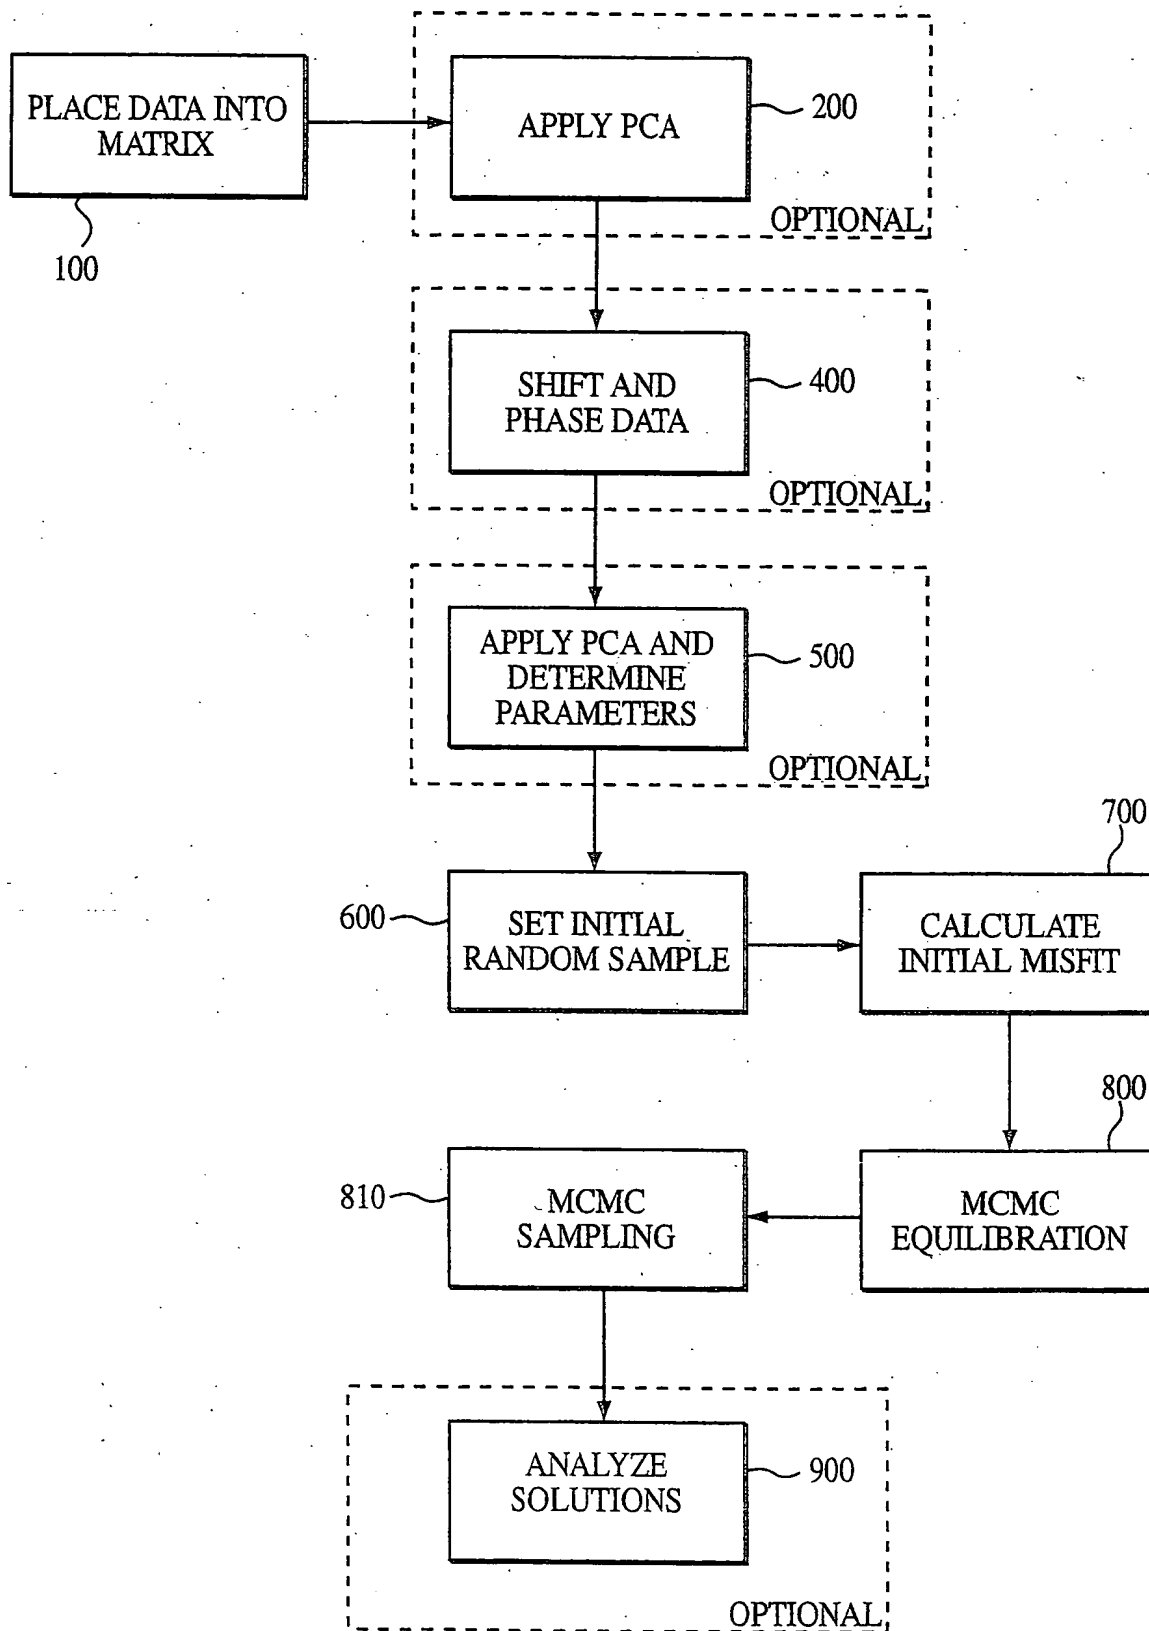 PLACE DATA INTO
MATRIX
100
APPLY PCA
200
OPTIONAL
SHIFT AND
PHASE DATA
400
OPTIONAL
APPLY PCA AND
DETERMINE
PARAMETERS
500
OPTIONAL
600
SET INITIAL
RANDOM SAMPLE
700
CALCULATE
INITIAL MISFIT
800
MCMC
EQUILIBRATION
810
MCMC
SAMPLING
ANALYZE
SOLUTIONS
900
OPTIONAL